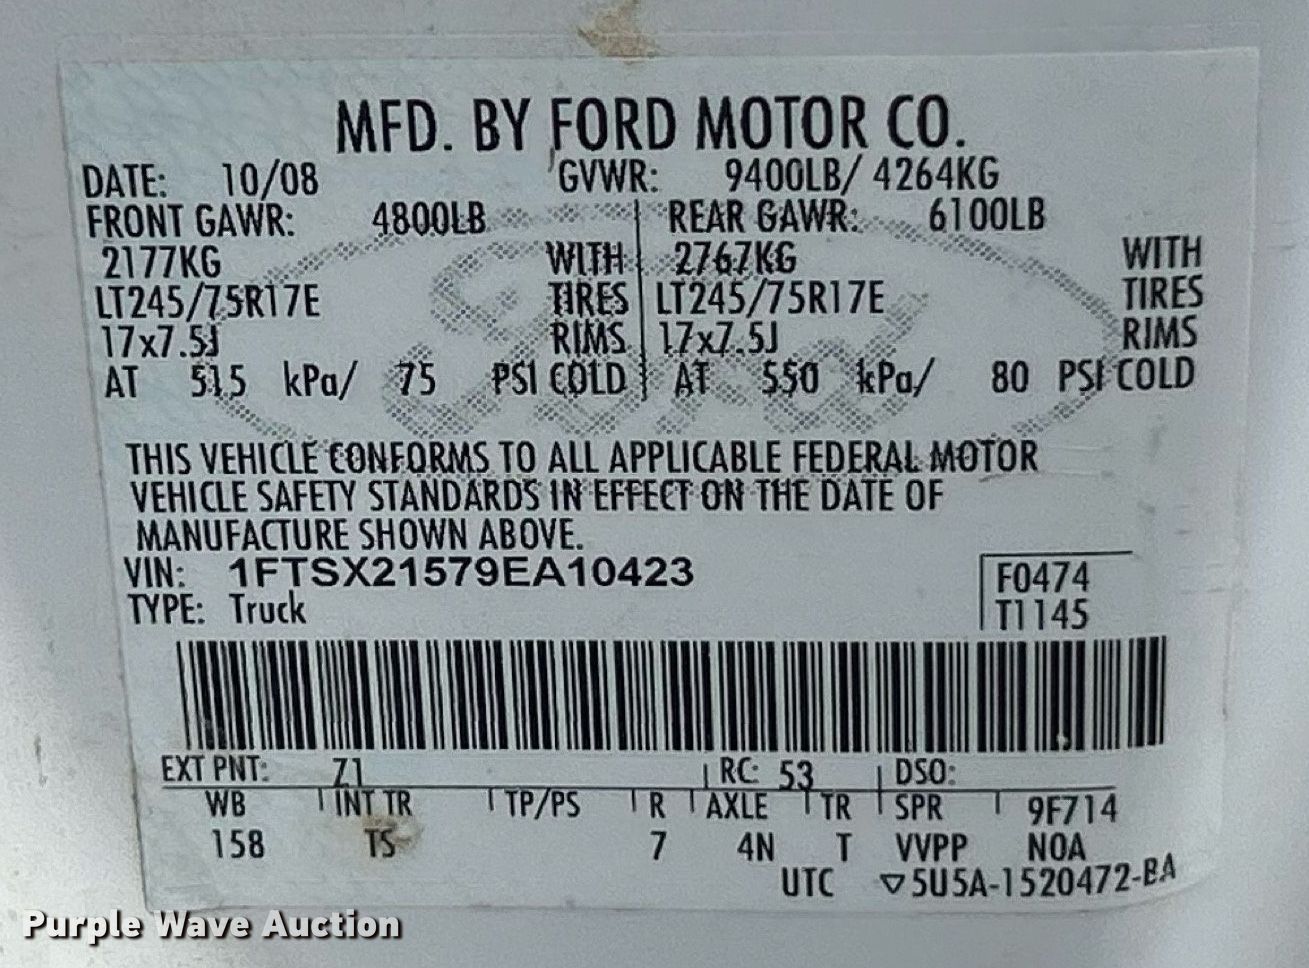 MFD. BY FORD MOTOR CO.
DATE: 10/08 GVWR: 9400LB/ 4264KG
FRONT GAWR: 4800LB REAR GAWR: 6100LB
2177KG WITH 2767KG WITH
LT245/75R17E TIRES LT245/75R17E TIRES
17x7.5J RIMS 17x7.5J RIMS
AT 515 kPa/ 75 PSI COLD AT 550 kPa/ 80 PSI COLD
THIS VEHICLE CONFORMS TO ALL APPLICABLE FEDERAL MOTOR
VEHICLE SAFETY STANDARDS IN EFFECT ON THE DATE OF
MANUFACTURE SHOWN ABOVE.
VIN: 1FTSX21579EA10423
TYPE: Truck
F0474
T1145
EXT PNT: Z1 RC: 53 DSO:
WB INT TR TP/PS R AXLE TR SPR 9F714
158 TS 7 4N T VVPP NOA
UTC ▽5U5A-1520472-BA
Ford
Purple Wave Auction